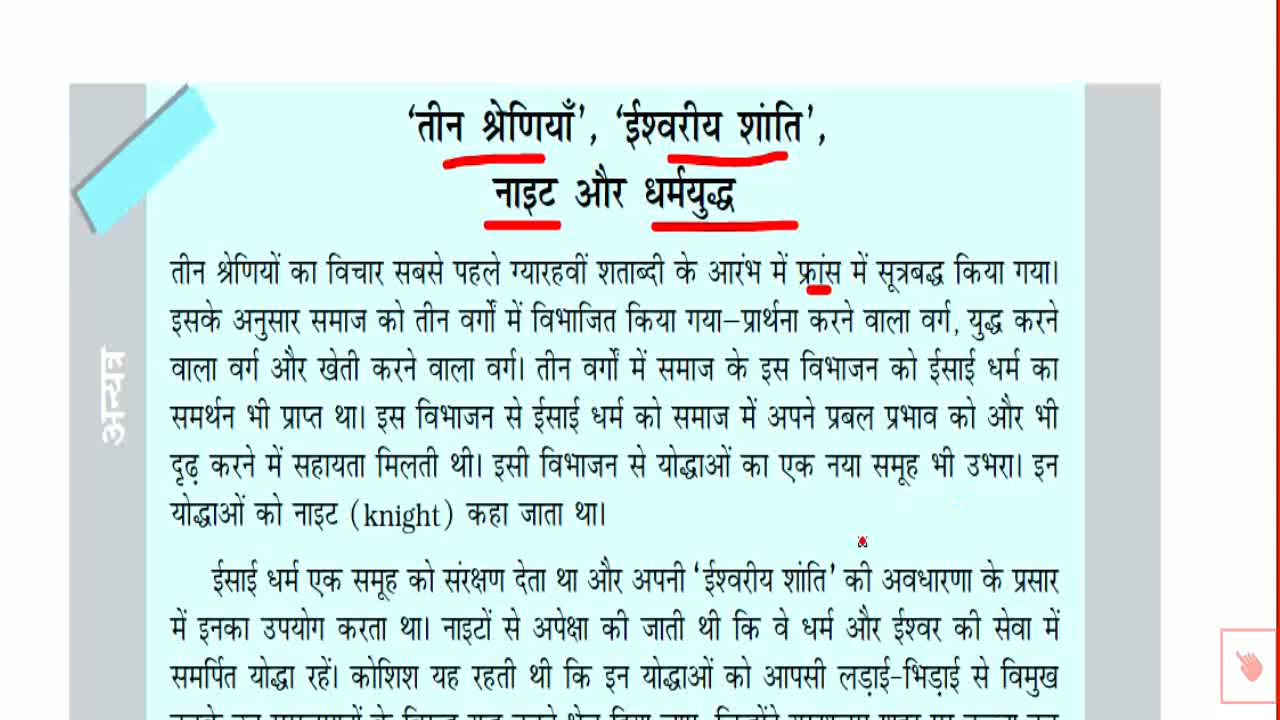 ‘तीन श्रेणियाँ’, ‘ईश्वरीय शांति’,
नाइट और धर्मयुद्ध
तीन श्रेणियों का विचार सबसे पहले ग्यारहवीं शताब्दी के आरंभ में फ्रांस में सूत्रबद्ध किया गया।
इसके अनुसार समाज को तीन वर्गों में विभाजित किया गया–प्रार्थना करने वाला वर्ग, युद्ध करने
वाला वर्ग और खेती करने वाला वर्ग। तीन वर्गों में समाज के इस विभाजन को ईसाई धर्म का
समर्थन भी प्राप्त था। इस विभाजन से ईसाई धर्म को समाज में अपने प्रबल प्रभाव को और भी
दृढ़ करने में सहायता मिलती थी। इसी विभाजन से योद्धाओं का एक नया समूह भी उभरा। इन
योद्धाओं को नाइट (knight) कहा जाता था।
ईसाई धर्म एक समूह को संरक्षण देता था और अपनी ‘ईश्वरीय शांति’ की अवधारणा के प्रसार
में इनका उपयोग करता था। नाइटों से अपेक्षा की जाती थी कि वे धर्म और ईश्वर की सेवा में
समर्पित योद्धा रहें। कोशिश यह रहती थी कि इन योद्धाओं को आपसी लड़ाई-भिड़ाई से विमुख
अन्यत्र